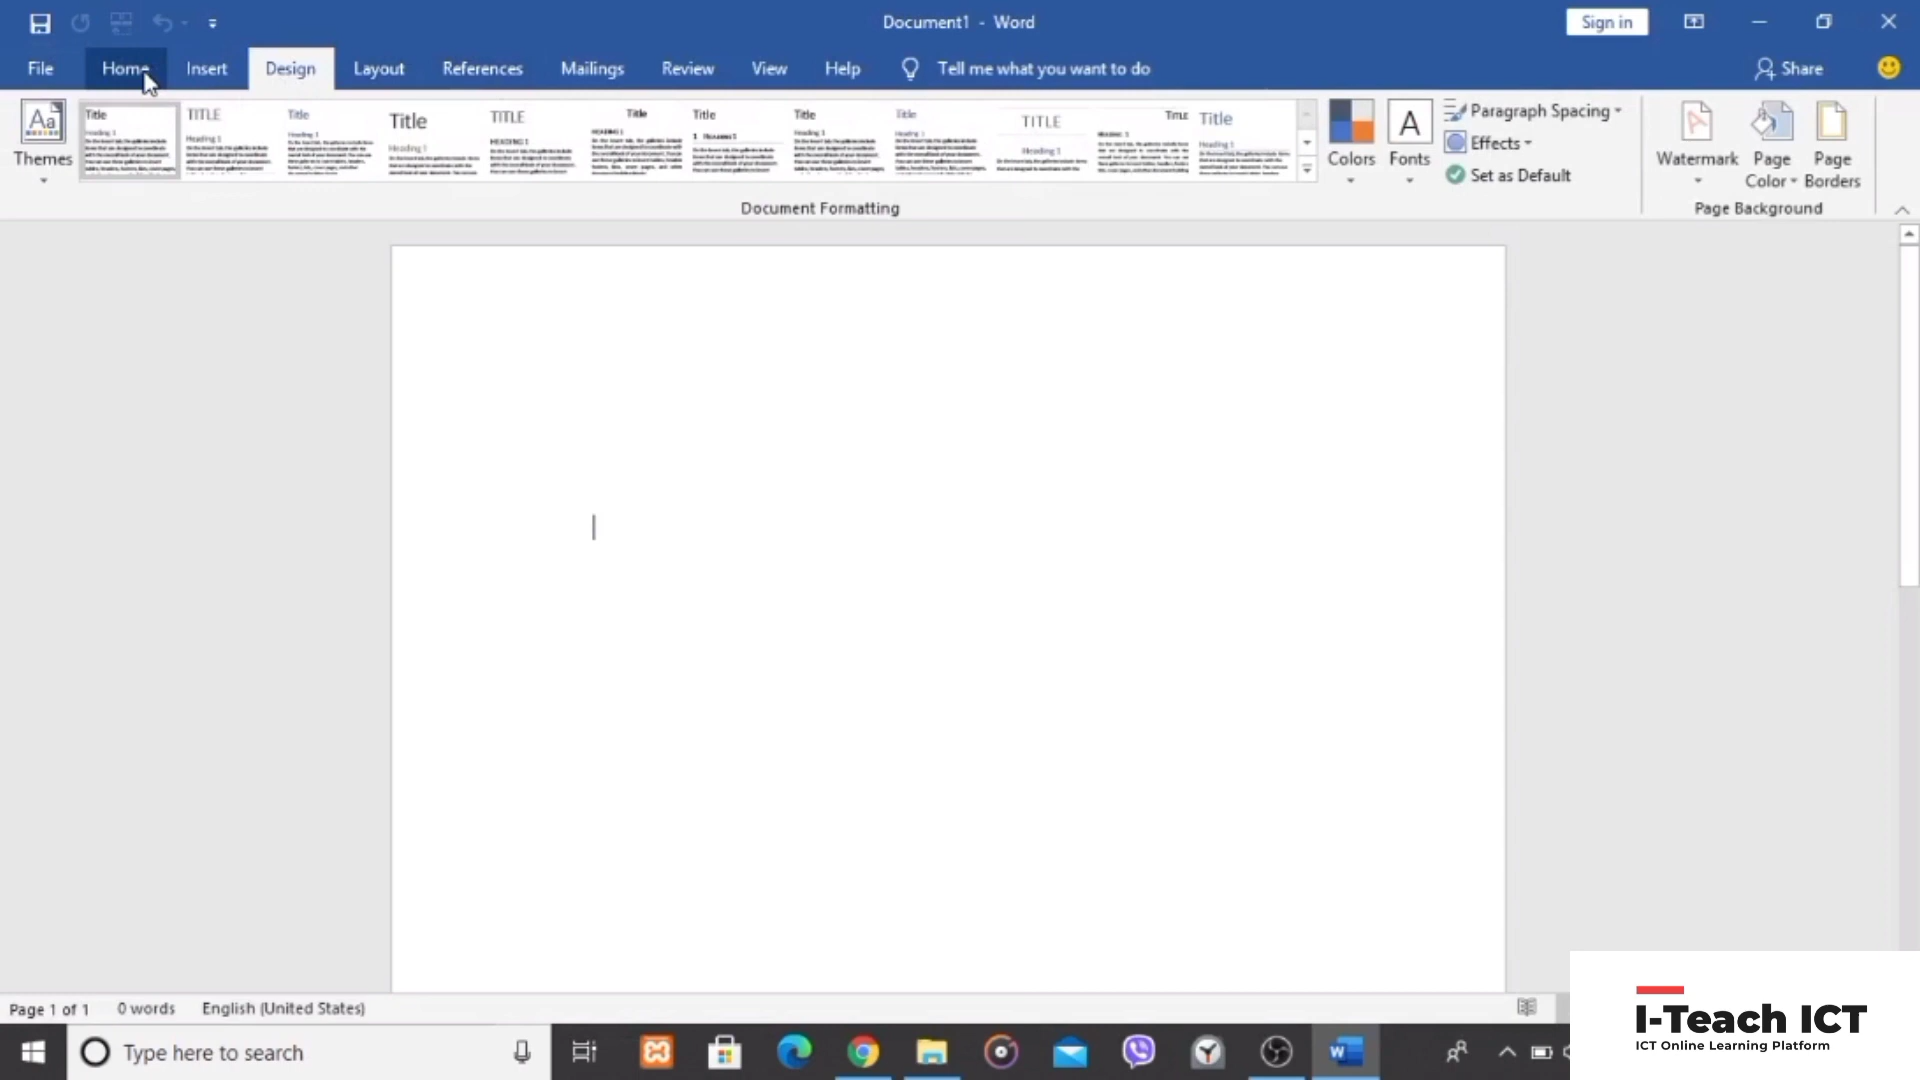 Document1 - Word
Sign in
File Home Insert Design Layout References Mailings Review View Help Tell me what you want to do Share
Aa
Themes
Title
Heading 1
TITLE
Heading 1
Title
Heading 1
Title
Heading 1
TITLE
HEADING 1
Title
HEADING 1
Title
1
Title
Heading 1
Title
Heading 1
TITLE
Heading 1
Title
Title
Heading 1
Colors
A
Fonts
Paragraph Spacing
Effects
Set as Default
Watermark
Page
Color
Page
Borders
Document Formatting
Page Background
Page 1 of 1 0 words English (United States)
Type here to search
I-Teach ICT
ICT Online Learning Platform